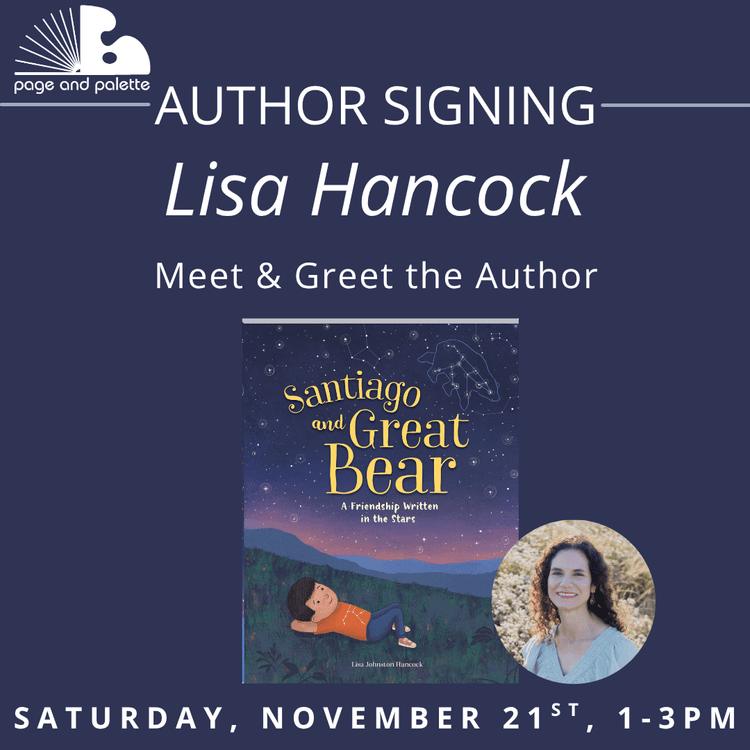 page and palette
AUTHOR SIGNING
Lisa Hancock
Meet & Greet the Author
Santiago
and Great
Bear
A Friendship Written
in the Stars
Lisa Johnston Hancock
SATURDAY, NOVEMBER 21ST, 1-3PM